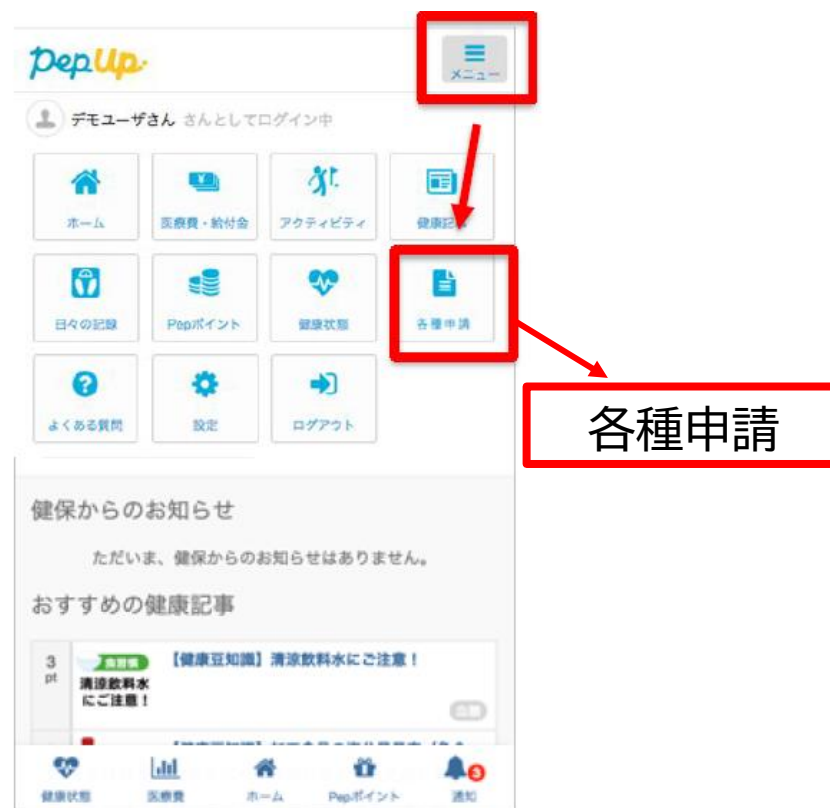 PepUp
メニュー
デモユーザさん さんとしてログイン中
ホーム
医療費・給付金
アクティビティ
健康記事
日々の記録
Pepポイント
健康状態
各種申請
よくある質問
設定
ログアウト
各種申請
健保からのお知らせ
ただいま、健保からのお知らせはありません。
おすすめの健康記事
3
pt
清涼飲料水
にご注意！
【健康豆知識】清涼飲料水にご注意！
健康状態
医療費
ホーム
Pepポイント
通知
3